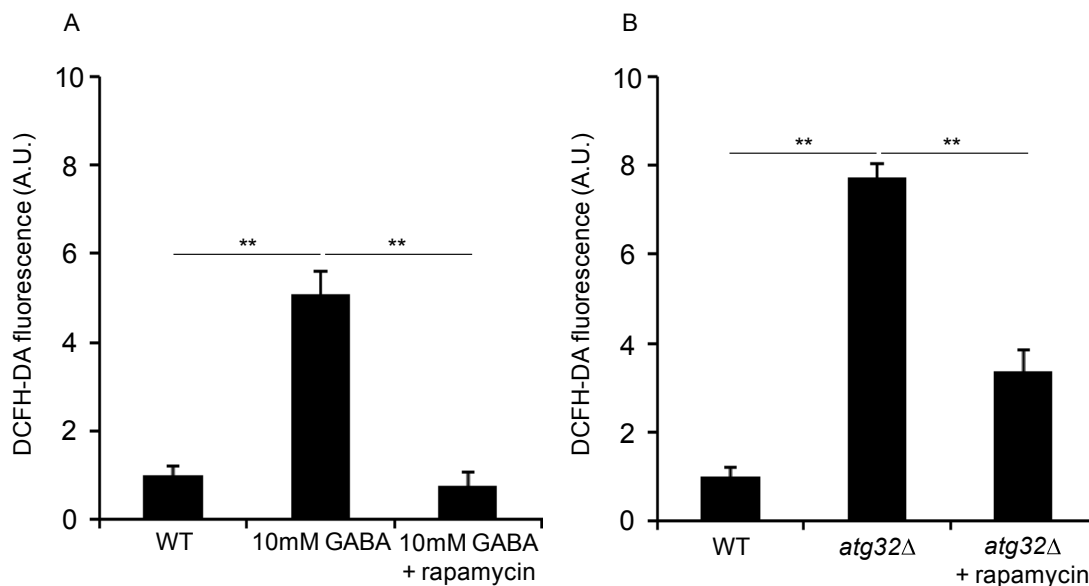 A
DCFH-DA fluorescence (A.U.)
10
8
6
4
2
0
**
**
WT
10mM GABA
10mM GABA
+ rapamycin
B
DCFH-DA fluorescence (A.U.)
10
8
6
4
2
0
**
**
WT
atg32Δ
atg32Δ
+ rapamycin